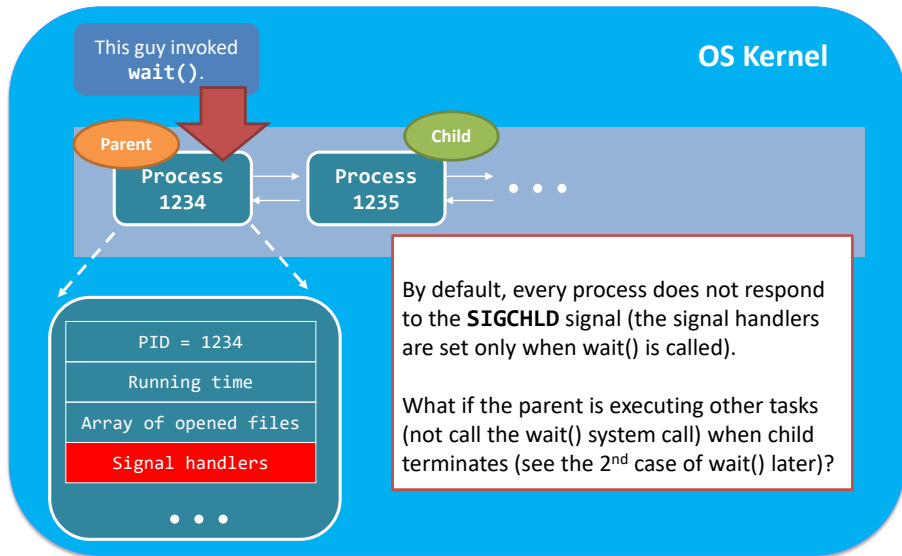 This guy invoked
wait().
OS Kernel
Parent
Child
Process
1234
Process
1235
PID = 1234
Running time
Array of opened files
Signal handlers
By default, every process does not respond
to the SIGCHLD signal (the signal handlers
are set only when wait() is called).
What if the parent is executing other tasks
(not call the wait() system call) when child
terminates (see the 2nd case of wait() later)?